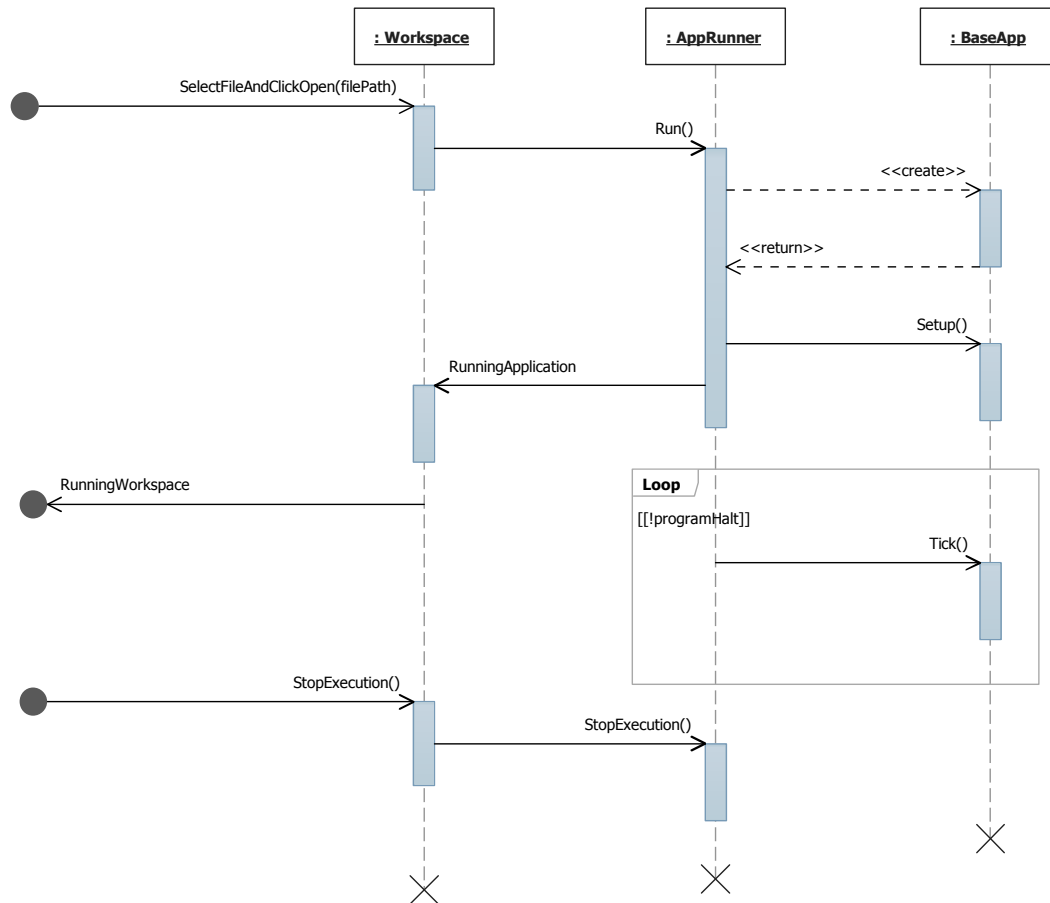 : Workspace
: AppRunner
: BaseApp
SelectFileAndClickOpen(filePath)
Run()
<<create>>
<<return>>
Setup()
RunningApplication
RunningWorkspace
Loop
[[!programHalt]]
Tick()
StopExecution()
StopExecution()